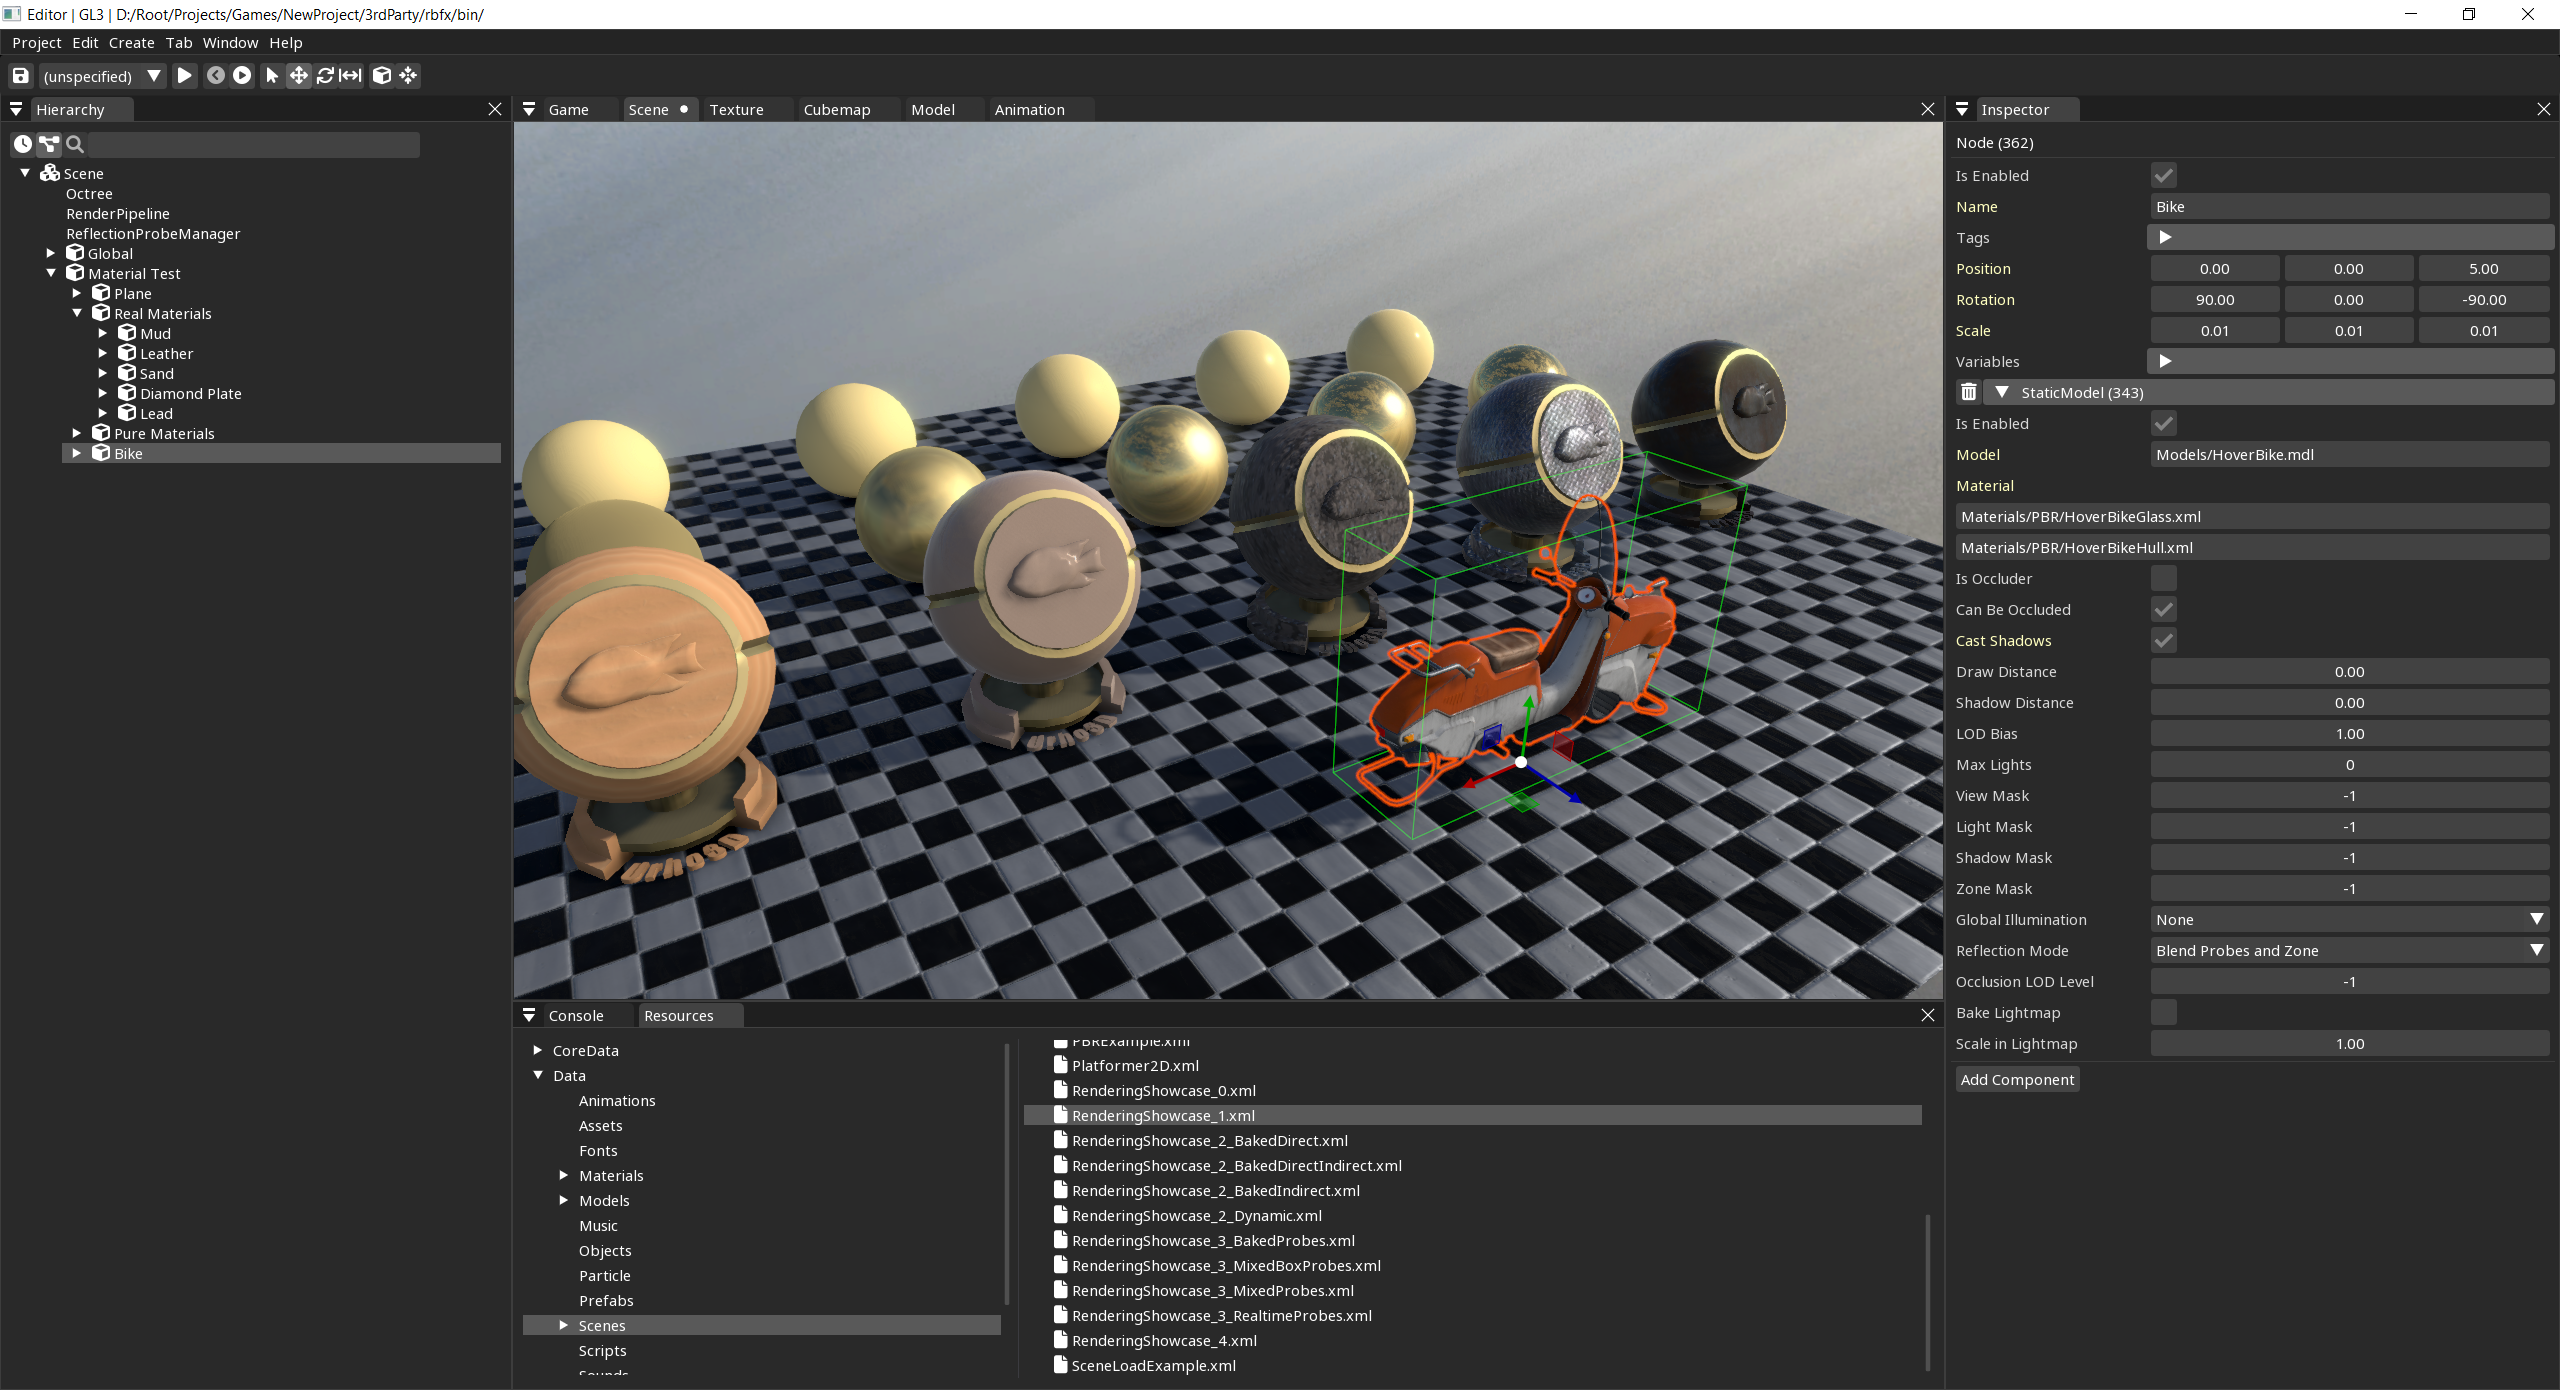 Editor | GL3 | D:/Root/Projects/Games/NewProject/3rdParty/rbfx/bin/
Project Edit Create Tab Window Help
(unspecified)
Hierarchy
Scene
Octree
RenderPipeline
ReflectionProbeManager
Global
Material Test
Plane
Real Materials
Mud
Leather
Sand
Diamond Plate
Lead
Pure Materials
Bike
Game Scene Texture Cubemap Model Animation
Urho3D
Urho3D
Console Resources
CoreData
Data
Animations
Assets
Fonts
Materials
Models
Music
Objects
Particle
Prefabs
Scenes
Scripts
Sounds
PBRExample.xml
Platformer2D.xml
RenderingShowcase_0.xml
RenderingShowcase_1.xml
RenderingShowcase_2_BakedDirect.xml
RenderingShowcase_2_BakedDirectIndirect.xml
RenderingShowcase_2_BakedIndirect.xml
RenderingShowcase_2_Dynamic.xml
RenderingShowcase_3_BakedProbes.xml
RenderingShowcase_3_MixedBoxProbes.xml
RenderingShowcase_3_MixedProbes.xml
RenderingShowcase_3_RealtimeProbes.xml
RenderingShowcase_4.xml
SceneLoadExample.xml
Inspector
Node (362)
Is Enabled
Name Bike
Tags
Position 0.00 0.00 5.00
Rotation 90.00 0.00 -90.00
Scale 0.01 0.01 0.01
Variables
StaticModel (343)
Is Enabled
Model Models/HoverBike.mdl
Material
Materials/PBR/HoverBikeGlass.xml
Materials/PBR/HoverBikeHull.xml
Is Occluder
Can Be Occluded
Cast Shadows
Draw Distance 0.00
Shadow Distance 0.00
LOD Bias 1.00
Max Lights 0
View Mask -1
Light Mask -1
Shadow Mask -1
Zone Mask -1
Global Illumination None
Reflection Mode Blend Probes and Zone
Occlusion LOD Level -1
Bake Lightmap
Scale in Lightmap 1.00
Add Component